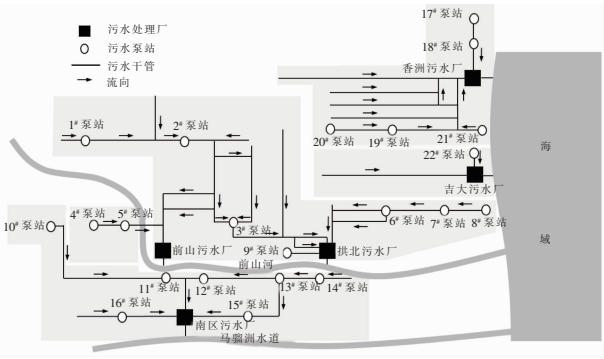 污水处理厂
污水泵站
污水干管
流向
17# 泵站
18# 泵站
香洲污水厂
1# 泵站
2# 泵站
20# 泵站
19# 泵站
21# 泵站
海
域
22# 泵站
吉大污水厂
10# 泵站
4# 泵站
5# 泵站
3# 泵站
6# 泵站
7# 泵站
8# 泵站
前山污水厂
9# 泵站
拱北污水厂
前山河
11# 泵站
12# 泵站
13# 泵站
14# 泵站
16# 泵站
15# 泵站
南区污水厂
马骝洲水道